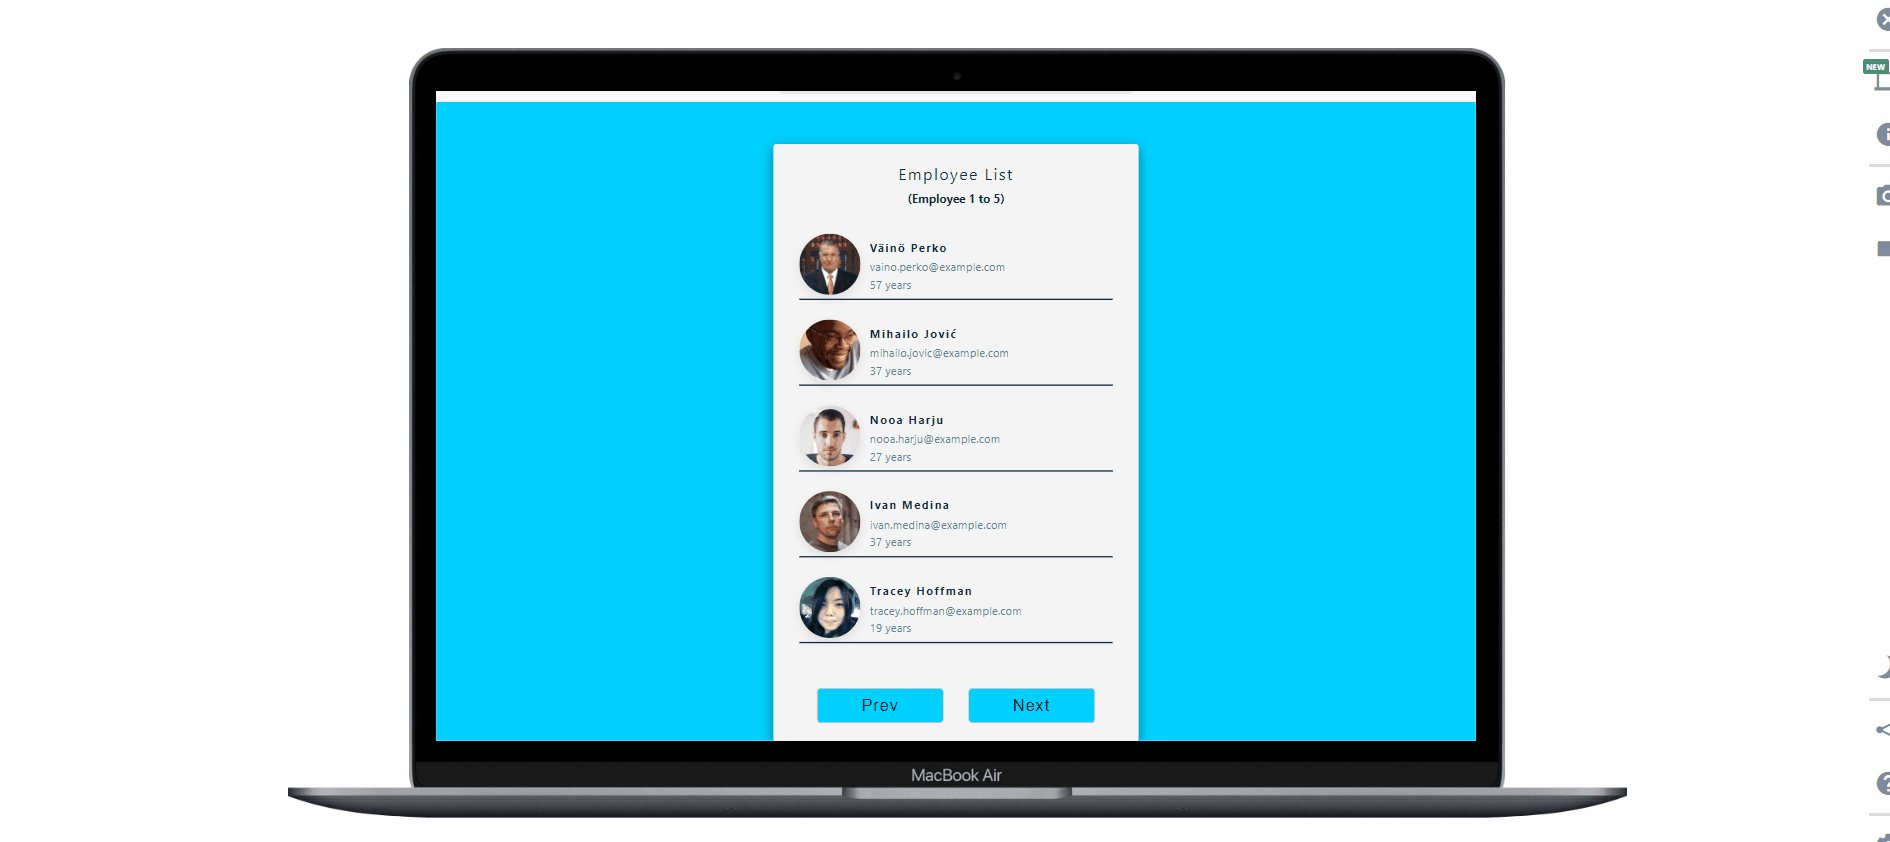 NEW
Employee List
(Employee 1 to 5)
Väinö Perko
vaino.perko@example.com
57 years
Mihailo Jović
mihailo.jovic@example.com
37 years
Nooa Harju
nooa.harju@example.com
27 years
Ivan Medina
ivan.medina@example.com
37 years
Tracey Hoffman
tracey.hoffman@example.com
19 years
Prev Next
MacBook Air